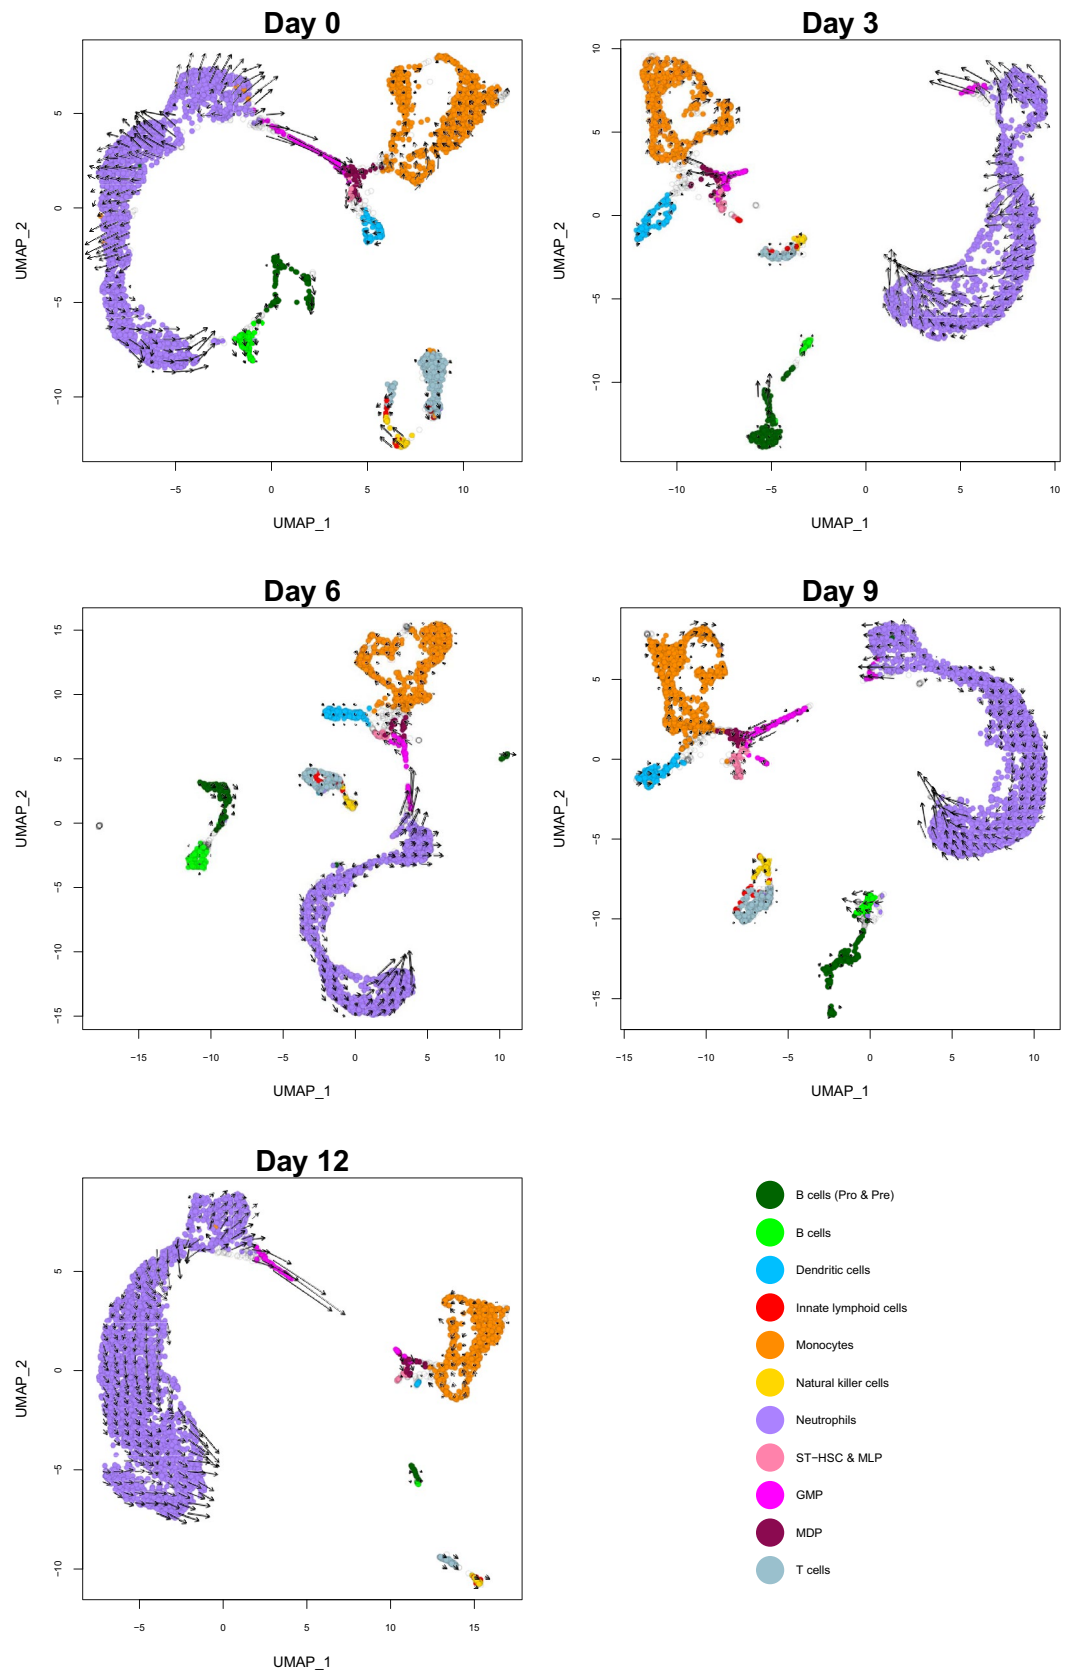 Day 0
Day 3
UMAP_2
5
0
−5
−10
−5
0
5
10
UMAP_1
UMAP_2
10
5
0
−5
−10
−10
−5
0
5
10
UMAP_1
Day 6
Day 9
UMAP_2
15
10
5
0
−5
−10
−15
−15
−10
−5
0
5
10
UMAP_1
UMAP_2
5
0
−5
−10
−15
−15
−10
−5
0
5
10
UMAP_1
Day 12
UMAP_2
5
0
−5
−10
−5
0
5
10
15
UMAP_1
B cells (Pro & Pre)
B cells
Dendritic cells
Innate lymphoid cells
Monocytes
Natural killer cells
Neutrophils
ST−HSC & MLP
GMP
MDP
T cells